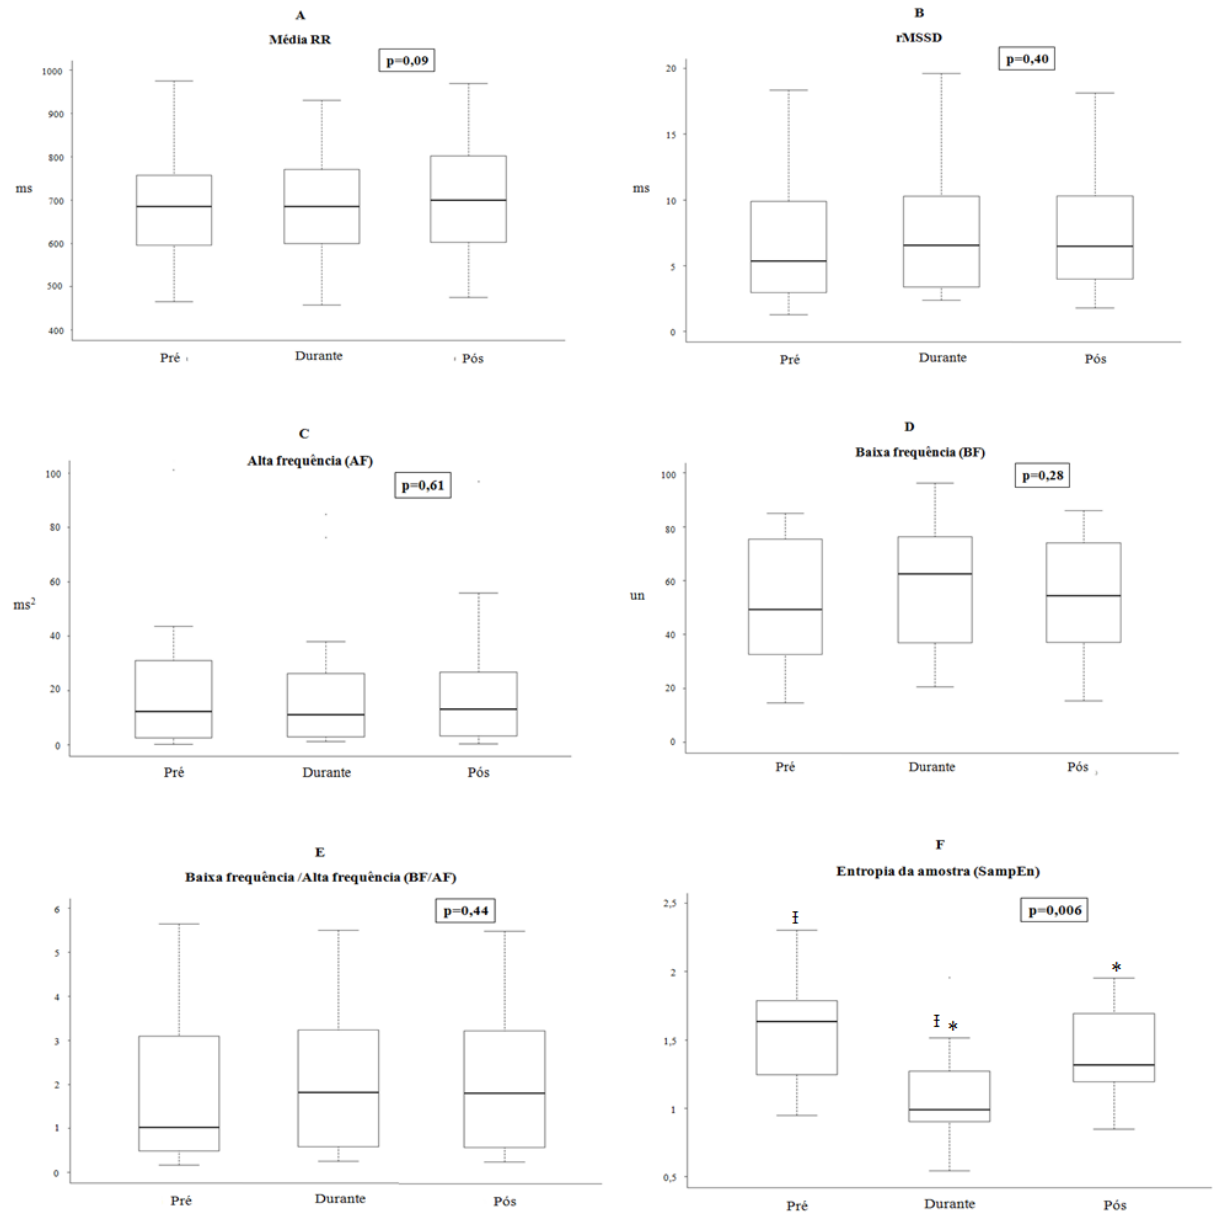 A
Média RR
p=0,09
1000
900
800
700
600
500
400
ms
Pré
Durante
Pós
B
rMSSD
p=0,40
20
15
10
5
0
ms
Pré
Durante
Pós
C
Alta frequência (AF)
p=0,61
100
80
60
40
20
0
ms²
Pré
Durante
Pós
D
Baixa frequência (BF)
p=0,28
100
80
60
40
20
0
un
Pré
Durante
Pós
E
Baixa frequência /Alta frequência (BF/AF)
p=0,44
6
5
4
3
2
1
0
Pré
Durante
Pós
F
Entropia da amostra (SampEn)
p=0,006
2,5
2
1,5
1
0,5
Ɪ
Ɪ *
*
Pré
Durante
Pós